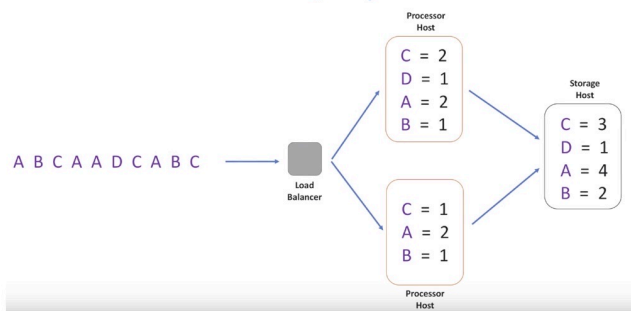 Processor
Host
C = 2
D = 1
A = 2
B = 1
Storage
Host
C = 3
D = 1
A = 4
B = 2
A B C A A D C A B C
Load
Balancer
C = 1
A = 2
B = 1
Processor
Host